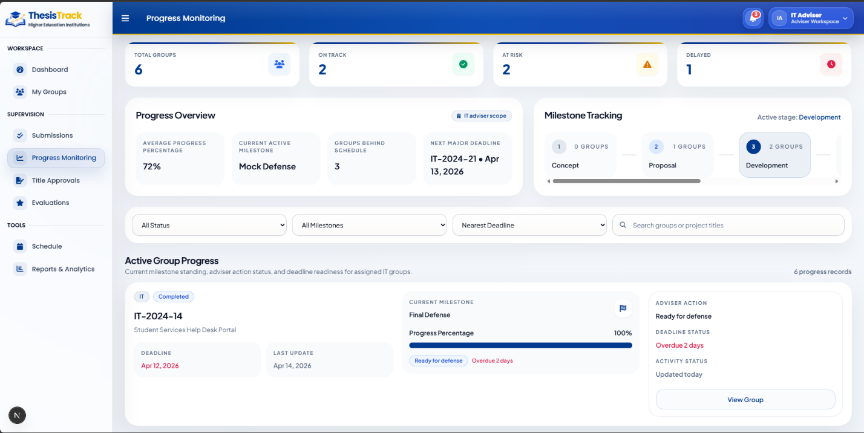 ThesisTrack
Higher Education Institutions
Progress Monitoring
IA
IT Adviser
Adviser Workspace
WORKSPACE
Dashboard
My Groups
SUPERVISION
Submissions
Progress Monitoring
Title Approvals
Evaluations
TOOLS
Schedule
Reports & Analytics
N
TOTAL GROUPS
6
ON TRACK
2
AT RISK
2
DELAYED
1
Progress Overview
IT adviser scope
AVERAGE PROGRESS
PERCENTAGE
72%
CURRENT ACTIVE
MILESTONE
Mock Defense
GROUPS BEHIND
SCHEDULE
3
NEXT MAJOR DEADLINE
IT-2024-21 • Apr
13, 2026
Milestone Tracking
Active stage: Development
1 0 GROUPS
Concept
2 1 GROUPS
Proposal
3 2 GROUPS
Development
All Status
All Milestones
Nearest Deadline
Search groups or project titles
Active Group Progress
Current milestone standing, adviser action status, and deadline readiness for assigned IT groups.
6 progress records
IT Completed
IT-2024-14
Student Services Help Desk Portal
DEADLINE
Apr 12, 2026
LAST UPDATE
Apr 14, 2026
CURRENT MILESTONE
Final Defense
Progress Percentage 100%
Ready for defense Overdue 2 days
ADVISER ACTION
Ready for defense
DEADLINE STATUS
Overdue 2 days
ACTIVITY STATUS
Updated today
View Group